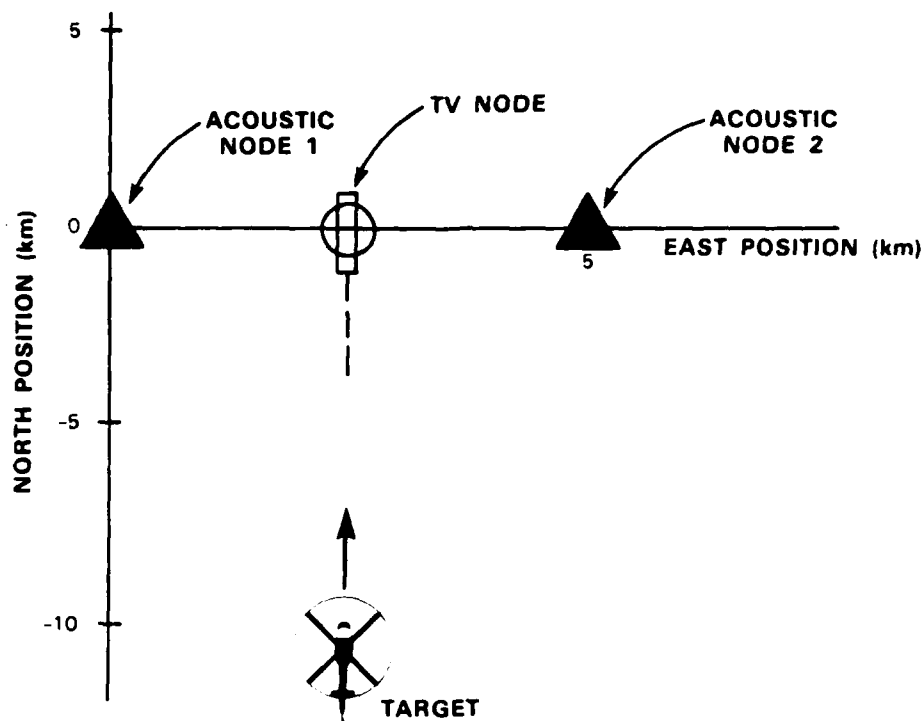 5
ACOUSTIC
NODE 1
TV NODE
ACOUSTIC
NODE 2
0
5
EAST POSITION (km)
NORTH POSITION (km)
-5
-10
TARGET